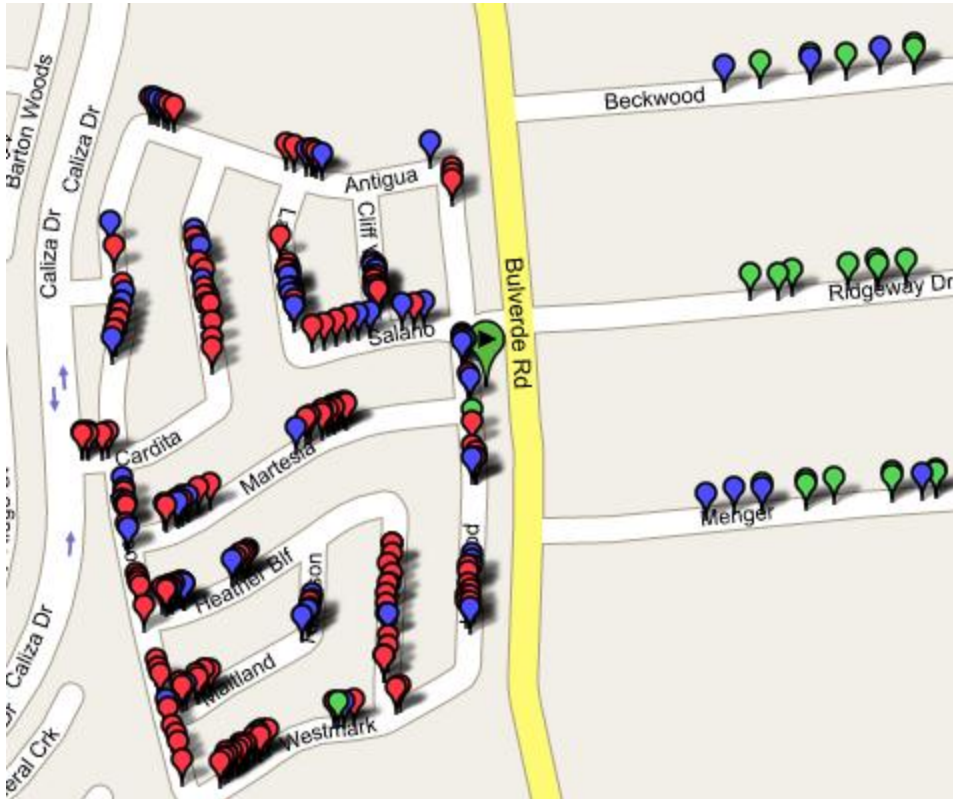 Barton Woods
Caliza Dr
Beckwood
Antigua
Caliza Dr
Cliff
Bulverde Rd
Ridgeway Dr
Salano
Cardita
Martesia
Menger
Heather Blf
Caliza Dr
Maitland
Westmark